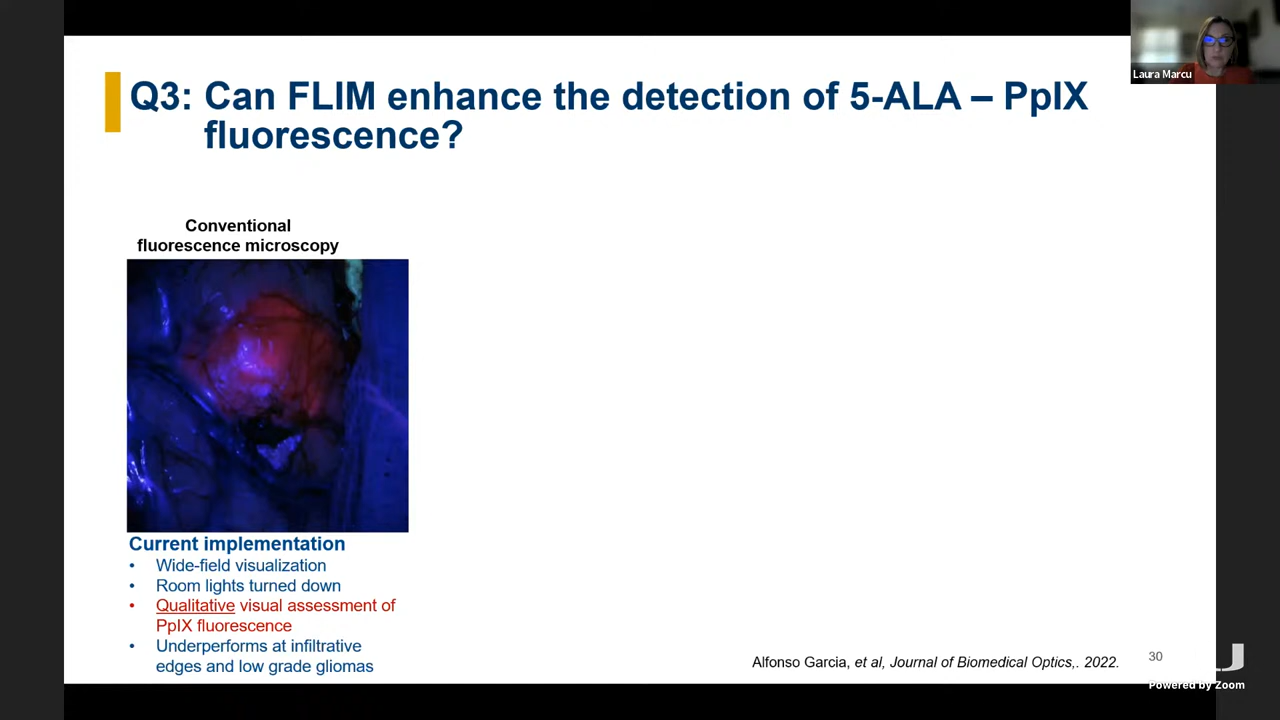 Laura Marcu
Q3: Can FLIM enhance the detection of 5-ALA – PpIX
fluorescence?
Conventional
fluorescence microscopy
Current implementation
• Wide-field visualization
• Room lights turned down
• Qualitative visual assessment of
PpIX fluorescence
• Underperforms at infiltrative
edges and low grade gliomas
Alfonso Garcia, et al, Journal of Biomedical Optics,. 2022.
30
Powered by Zoom